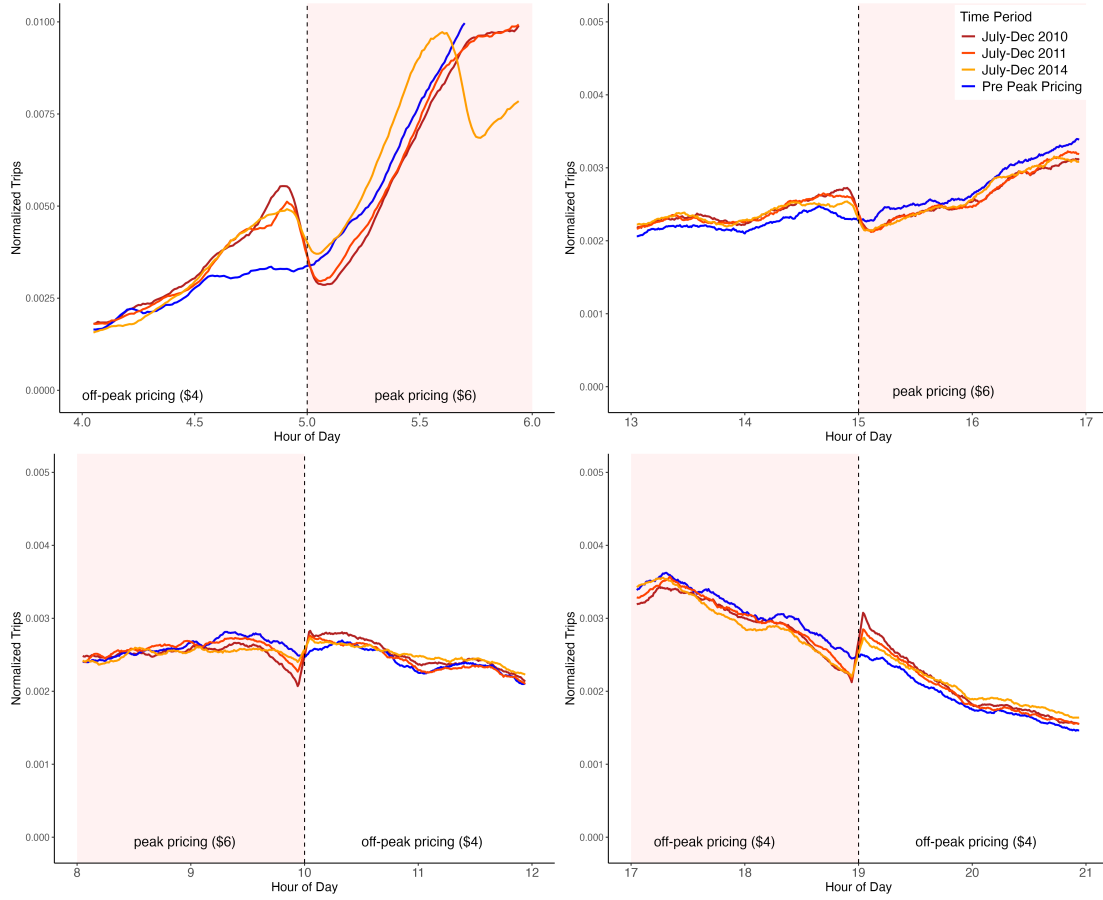 0.0100
0.0075
0.0050
0.0025
0.0000
Normalized Trips
off-peak pricing ($4)
peak pricing ($6)
4.0 4.5 5.0 5.5 6.0
Hour of Day
Time Period
July-Dec 2010
July-Dec 2011
July-Dec 2014
Pre Peak Pricing
0.005
0.004
0.003
0.002
0.001
0.000
Normalized Trips
peak pricing ($6)
13 14 15 16 17
Hour of Day
0.005
0.004
0.003
0.002
0.001
0.000
Normalized Trips
peak pricing ($6)
off-peak pricing ($4)
8 9 10 11 12
Hour of Day
0.005
0.004
0.003
0.002
0.001
0.000
Normalized Trips
off-peak pricing ($4)
off-peak pricing ($4)
17 18 19 20 21
Hour of Day